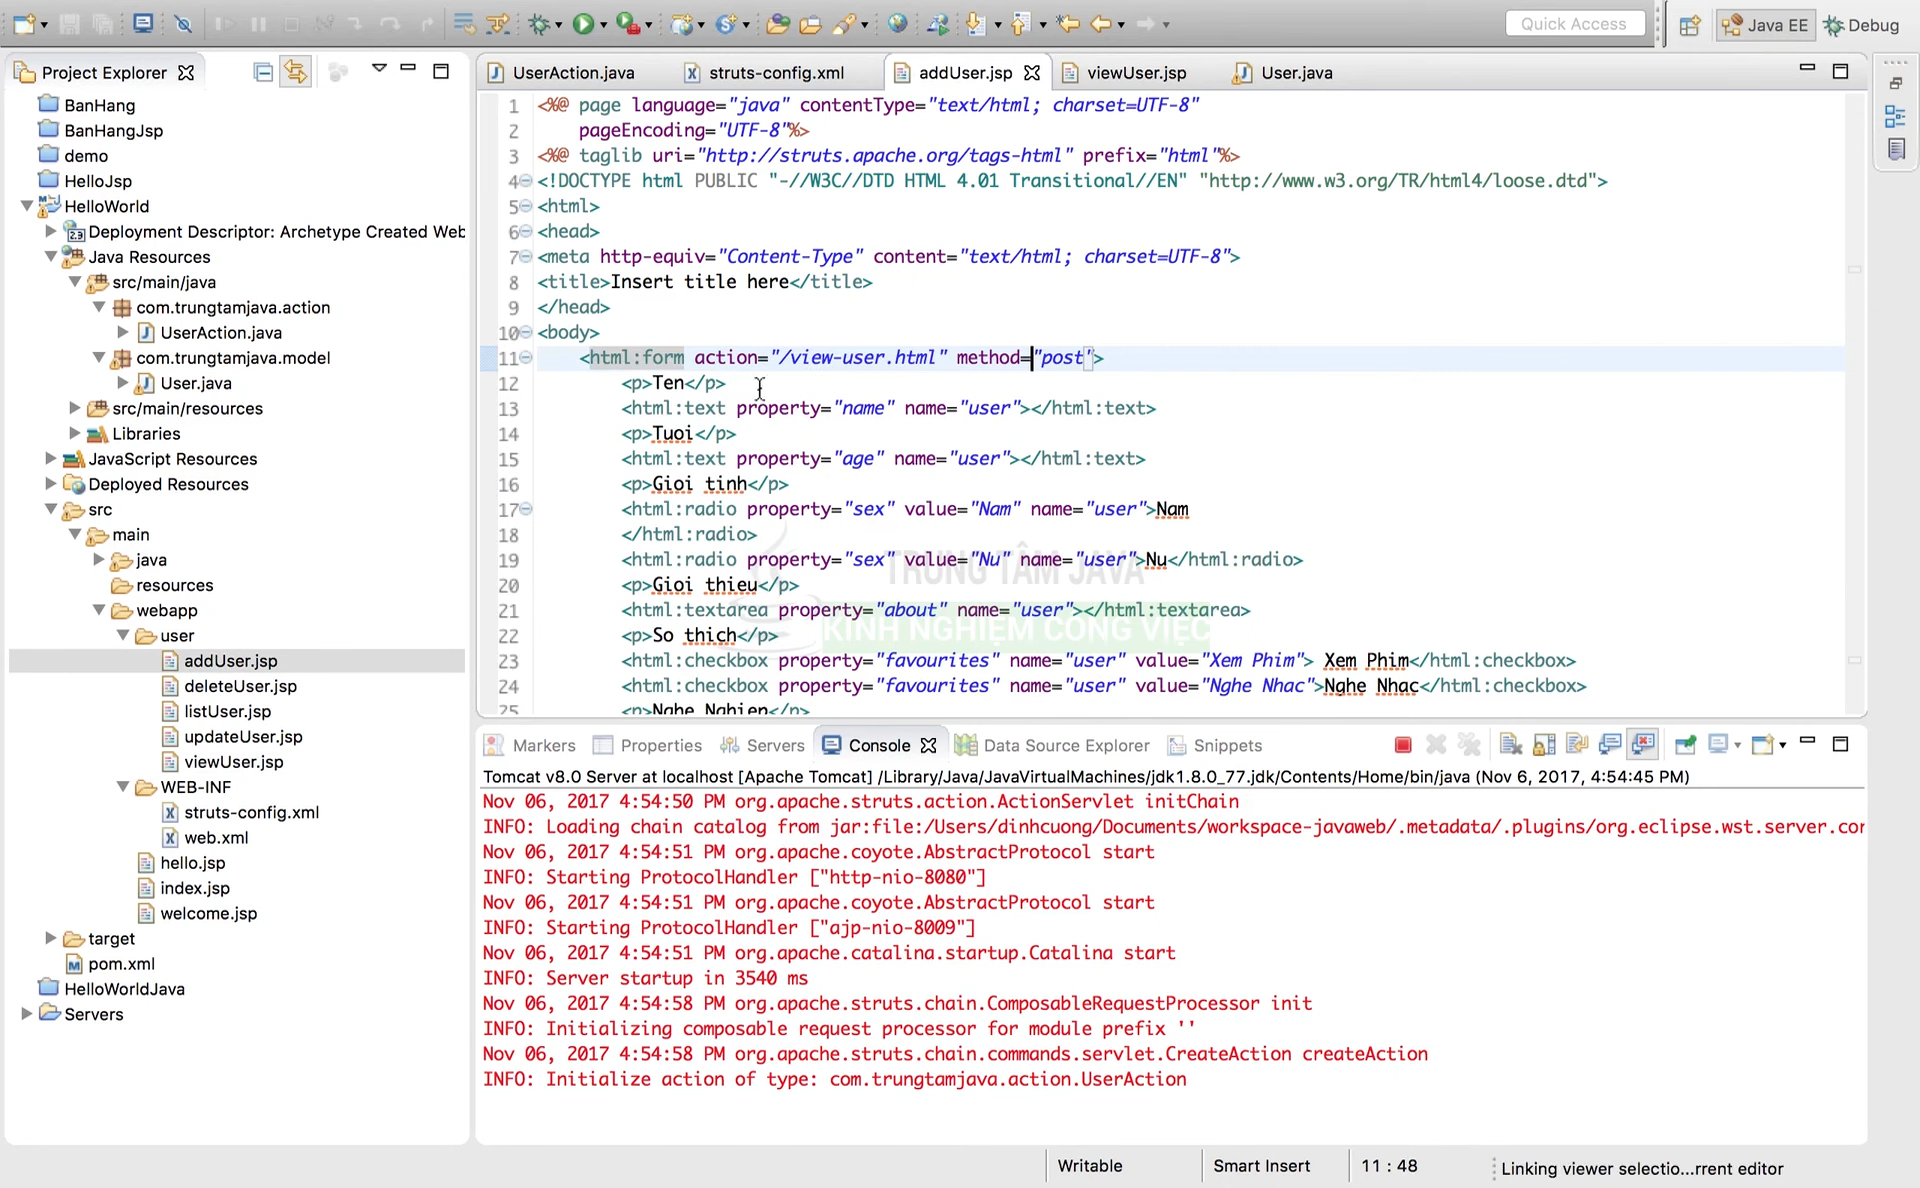 Quick Access
Java EE
Debug
Project Explorer
BanHang
BanHangJsp
demo
HelloJsp
HelloWorld
Deployment Descriptor: Archetype Created Web
Java Resources
src/main/java
com.trungtamjava.action
UserAction.java
com.trungtamjava.model
User.java
src/main/resources
Libraries
JavaScript Resources
Deployed Resources
src
main
java
resources
webapp
user
addUser.jsp
deleteUser.jsp
listUser.jsp
updateUser.jsp
viewUser.jsp
WEB-INF
struts-config.xml
web.xml
hello.jsp
index.jsp
welcome.jsp
target
pom.xml
HelloWorldJava
Servers
UserAction.java
struts-config.xml
addUser.jsp
viewUser.jsp
User.java
1 <%@ page language="java" contentType="text/html; charset=UTF-8"
2 pageEncoding="UTF-8"%>
3 <%@ taglib uri="http://struts.apache.org/tags-html" prefix="html"%>
4 <!DOCTYPE html PUBLIC "-//W3C//DTD HTML 4.01 Transitional//EN" "http://www.w3.org/TR/html4/loose.dtd">
5 <html>
6 <head>
7 <meta http-equiv="Content-Type" content="text/html; charset=UTF-8">
8 <title>Insert title here</title>
9 </head>
10 <body>
11 <html:form action="/view-user.html" method="post">
12 <p>Ten</p>
13 <html:text property="name" name="user"></html:text>
14 <p>Tuoi</p>
15 <html:text property="age" name="user"></html:text>
16 <p>Gioi tinh</p>
17 <html:radio property="sex" value="Nam" name="user">Nam
18 </html:radio>
19 <html:radio property="sex" value="Nu" name="user">Nu</html:radio>
TRUNG TÂM JAVA
20 <p>Gioi thieu</p>
21 <html:textarea property="about" name="user"></html:textarea>
KINH NGHIỆM CÔNG VIỆC
22 <p>So thich</p>
23 <html:checkbox property="favourites" name="user" value="Xem Phim"> Xem Phim</html:checkbox>
24 <html:checkbox property="favourites" name="user" value="Nghe Nhac">Nghe Nhac</html:checkbox>
25 <p>Nghe Nghien</p>
Markers
Properties
Servers
Console
Data Source Explorer
Snippets
Tomcat v8.0 Server at localhost [Apache Tomcat] /Library/Java/JavaVirtualMachines/jdk1.8.0_77.jdk/Contents/Home/bin/java (Nov 6, 2017, 4:54:45 PM)
Nov 06, 2017 4:54:50 PM org.apache.struts.action.ActionServlet initChain
INFO: Loading chain catalog from jar:file:/Users/dinhcuong/Documents/workspace-javaweb/.metadata/.plugins/org.eclipse.wst.server.cor
Nov 06, 2017 4:54:51 PM org.apache.coyote.AbstractProtocol start
INFO: Starting ProtocolHandler ["http-nio-8080"]
Nov 06, 2017 4:54:51 PM org.apache.coyote.AbstractProtocol start
INFO: Starting ProtocolHandler ["ajp-nio-8009"]
Nov 06, 2017 4:54:51 PM org.apache.catalina.startup.Catalina start
INFO: Server startup in 3540 ms
Nov 06, 2017 4:54:58 PM org.apache.struts.chain.ComposableRequestProcessor init
INFO: Initializing composable request processor for module prefix ''
Nov 06, 2017 4:54:58 PM org.apache.struts.chain.commands.servlet.CreateAction createAction
INFO: Initialize action of type: com.trungtamjava.action.UserAction
Writable
Smart Insert
11 : 48
Linking viewer selectio...rrent editor